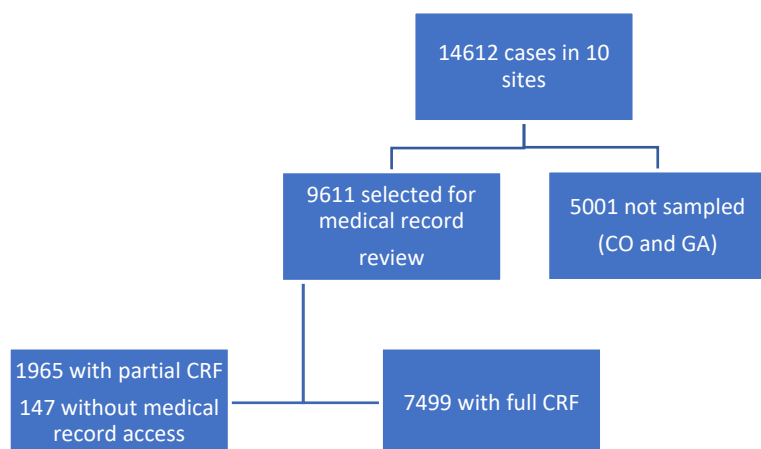 14612 cases in 10
sites
9611 selected for
medical record
review
5001 not sampled
(CO and GA)
1965 with partial CRF
147 without medical
record access
7499 with full CRF